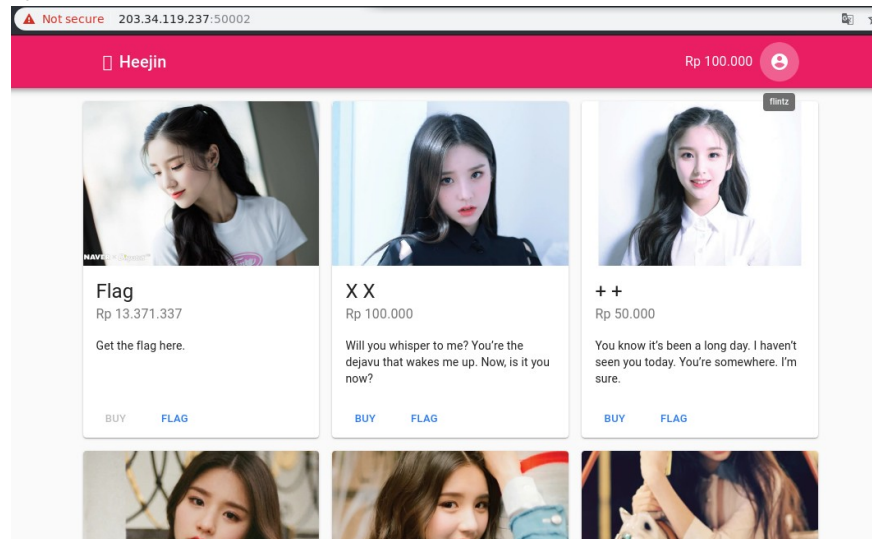 Not secure 203.34.119.237:50002
Heejin
Rp 100.000
flintz
Flag
Rp 13.371.337
Get the flag here.
BUY FLAG
X X
Rp 100.000
Will you whisper to me? You're the
dejavu that wakes me up. Now, is it you
now?
BUY FLAG
+ +
Rp 50.000
You know it's been a long day. I haven't
seen you today. You're somewhere. I'm
sure.
BUY FLAG